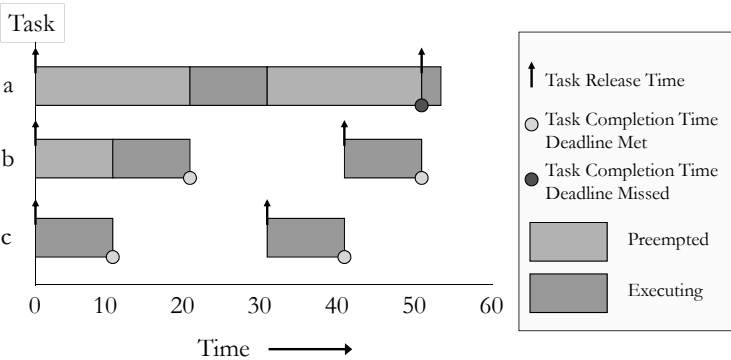 Task
a
b
c
0 10 20 30 40 50 60
Time
Task Release Time
Task Completion Time
Deadline Met
Task Completion Time
Deadline Missed
Preempted
Executing